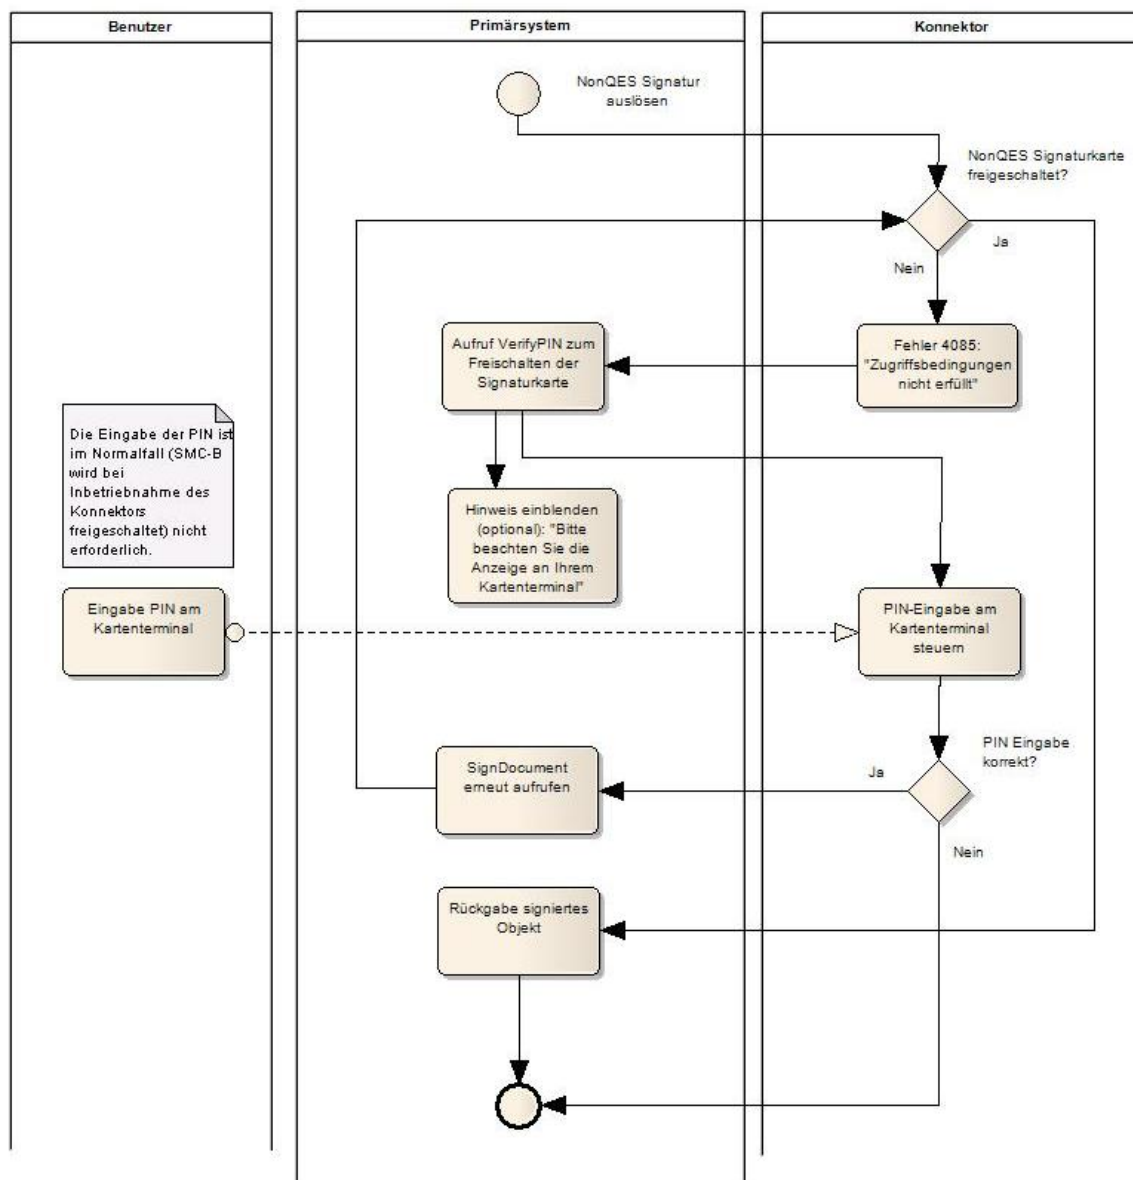 Benutzer
Primärsystem
Konnektor
NonQES Signatur
auslösen
NonQES Signaturkarte
freigeschaltet?
Ja
Nein
Aufruf VerifyPIN zum
Freischalten der
Signaturkarte
Fehler 4085:
"Zugriffsbedingungen
nicht erfüllt"
Die Eingabe der PIN ist
im Normalfall (SMC-B
wird bei
Inbetriebnahme des
Konnektors
freigeschaltet) nicht
erforderlich.
Hinweis einblenden
(optional): "Bitte
beachten Sie die
Anzeige an Ihrem
Kartenterminal"
Eingabe PIN am
Kartenterminal
PIN-Eingabe am
Kartenterminal
steuern
PIN Eingabe
korrekt?
Ja
SignDocument
erneut aufrufen
Nein
Rückgabe signiertes
Objekt